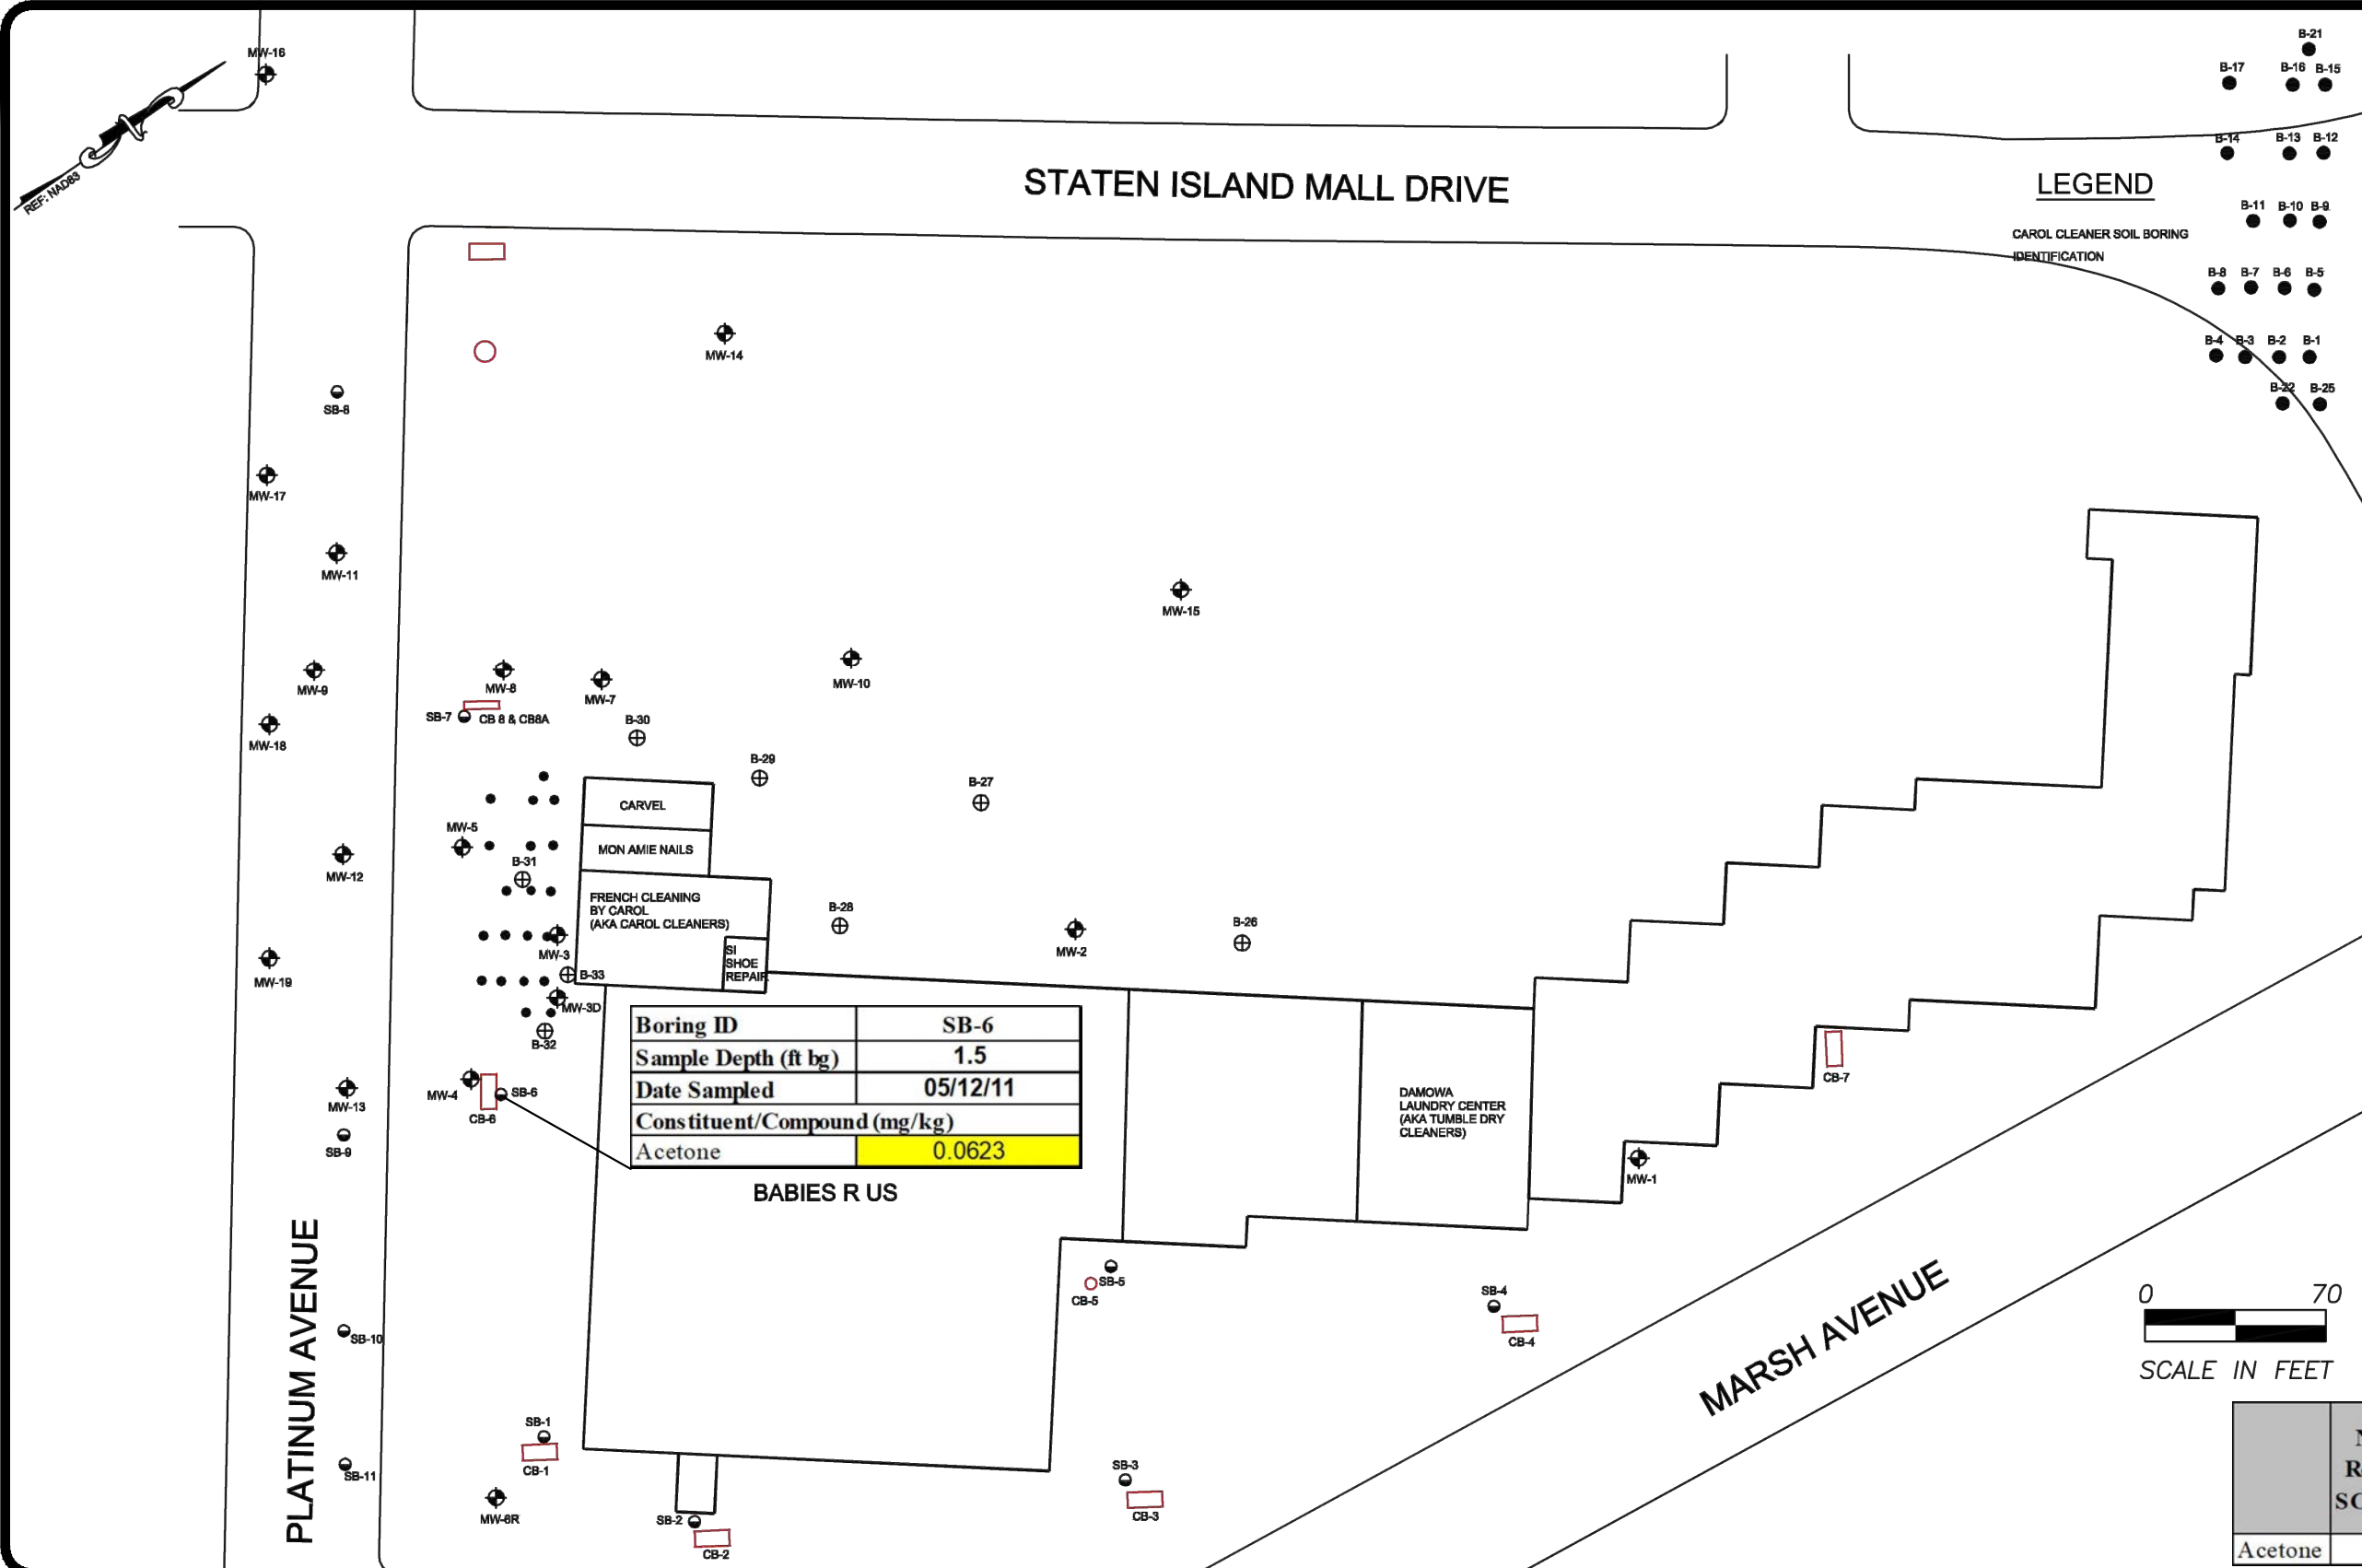 MW-16
B-21
B-17
B-16
B-15
B-14
B-13
B-12
REF: NAD83
STATEN ISLAND MALL DRIVE
LEGEND
B-11
B-10
B-9
CAROL CLEANER SOIL BORING
IDENTIFICATION
B-8
B-7
B-6
B-5
MW-14
B-4
B-3
B-2
B-1
B-22
B-25
SB-8
MW-17
MW-11
MW-15
MW-9
MW-8
MW-7
MW-10
SB-7
CB 8 & CB8A
B-30
MW-18
B-29
B-27
CARVEL
MW-5
MON AMIE NAILS
B-31
MW-12
FRENCH CLEANING
BY CAROL
(AKA CAROL CLEANERS)
B-28
B-26
MW-2
MW-3
SI
SHOE
REPAIR
B-33
MW-19
MW-3D
B-32
Boring ID SB-6
Sample Depth (ft bg) 1.5
Date Sampled 05/12/11
Constituent/Compound (mg/kg)
Acetone 0.0623
MW-4
SB-6
CB-6
MW-13
SB-9
CB-7
DAMOWA
LAUNDRY CENTER
(AKA TUMBLE DRY
CLEANERS)
MW-1
BABIES R US
PLATINUM AVENUE
SB-5
CB-5
SB-4
CB-4
MARSH AVENUE
0 70
SCALE IN FEET
SB-10
SB-1
CB-1
SB-11
MW-6R
SB-2
CB-2
SB-3
CB-3
Acetone